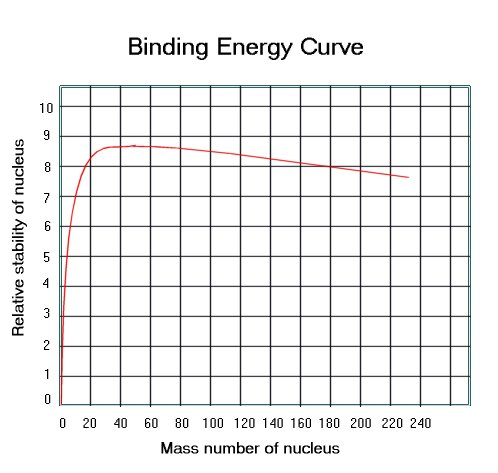 Binding Energy Curve
Relative stability of nucleus
10
9
8
7
6
5
4
3
2
1
0
0 20 40 60 80 100 120 140 160 180 200 220 240
Mass number of nucleus